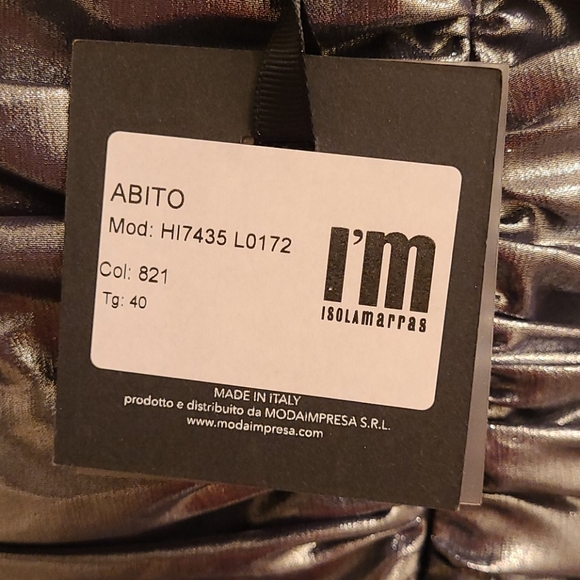 ABITO
Mod: HI7435 L0172
Col: 821
Tg: 40
I'm
ISOLAmarras
MADE IN ITALY
prodotto e distribuito da MODAIMPRESA S.R.L.
www.modaimpresa.com